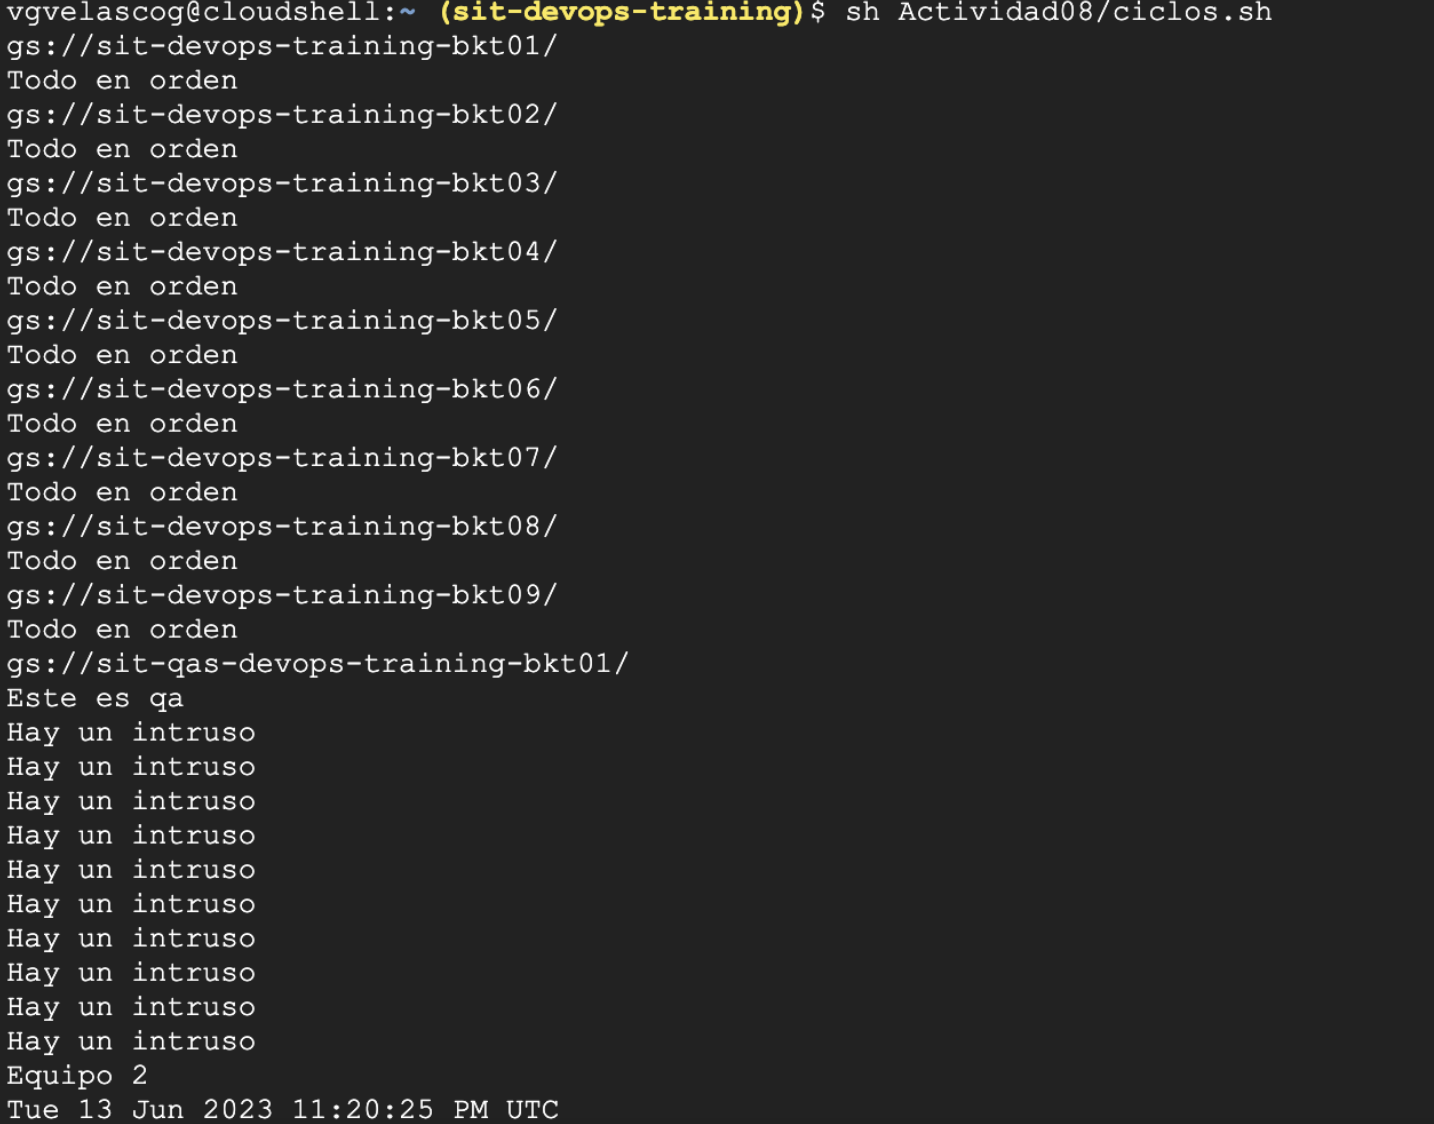 vgvelascog@cloudshell:~ (sit-devops-training)$ sh Actividad08/ciclos.sh
gs://sit-devops-training-bkt01/
Todo en orden
gs://sit-devops-training-bkt02/
Todo en orden
gs://sit-devops-training-bkt03/
Todo en orden
gs://sit-devops-training-bkt04/
Todo en orden
gs://sit-devops-training-bkt05/
Todo en orden
gs://sit-devops-training-bkt06/
Todo en orden
gs://sit-devops-training-bkt07/
Todo en orden
gs://sit-devops-training-bkt08/
Todo en orden
gs://sit-devops-training-bkt09/
Todo en orden
gs://sit-qas-devops-training-bkt01/
Este es qa
Hay un intruso
Hay un intruso
Hay un intruso
Hay un intruso
Hay un intruso
Hay un intruso
Hay un intruso
Hay un intruso
Hay un intruso
Hay un intruso
Equipo 2
Tue 13 Jun 2023 11:20:25 PM UTC